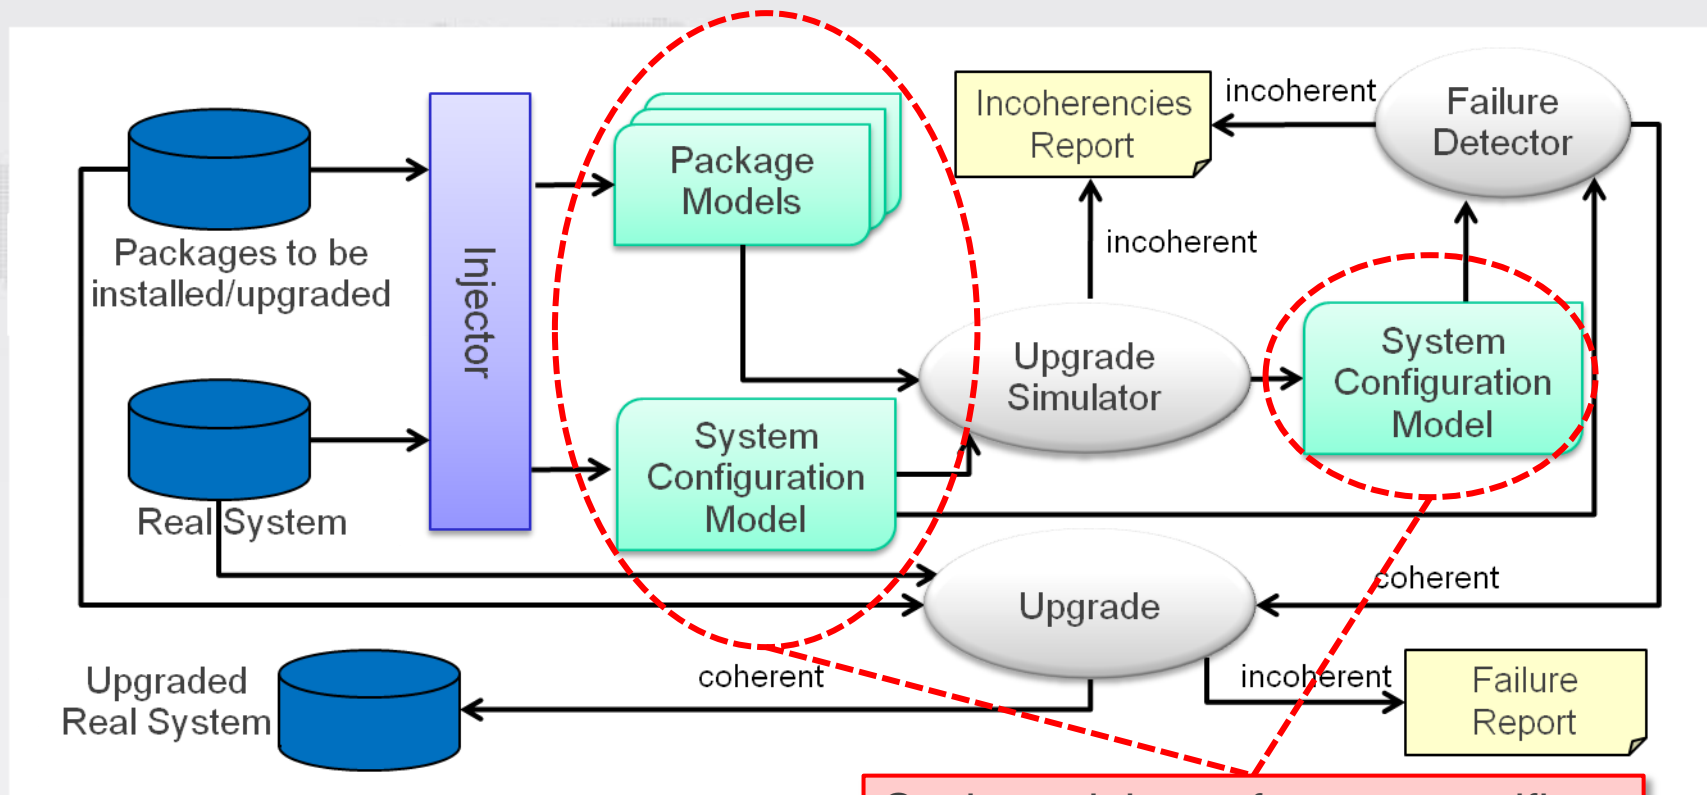 Packages to be
installed/upgraded
Real System
Injector
Package
Models
System
Configuration
Model
Incoherencies
Report
incoherent
Failure
Detector
incoherent
Upgrade
Simulator
System
Configuration
Model
coherent
Upgrade
Upgraded
Real System
coherent
incoherent
Failure
Report